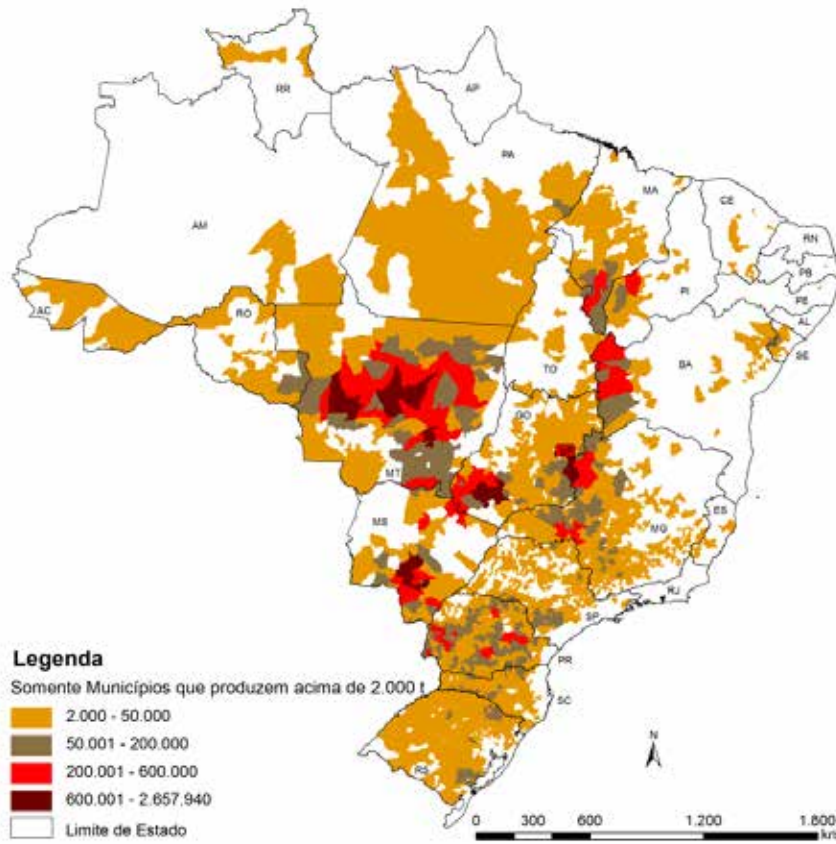 RR
AP
AM
PA
MA
CE
RN
PB
PE
AL
SE
PI
AC
RO
TO
BA
MT
GO
MG
ES
MS
SP
RJ
PR
SC
RS
Legenda
Somente Municípios que produzem acima de 2.000 t
2.000 - 50.000
50.001 - 200.000
200.001 - 600.000
600.001 - 2.657.940
Limite de Estado
N
0 300 600 1.200 1.800
km